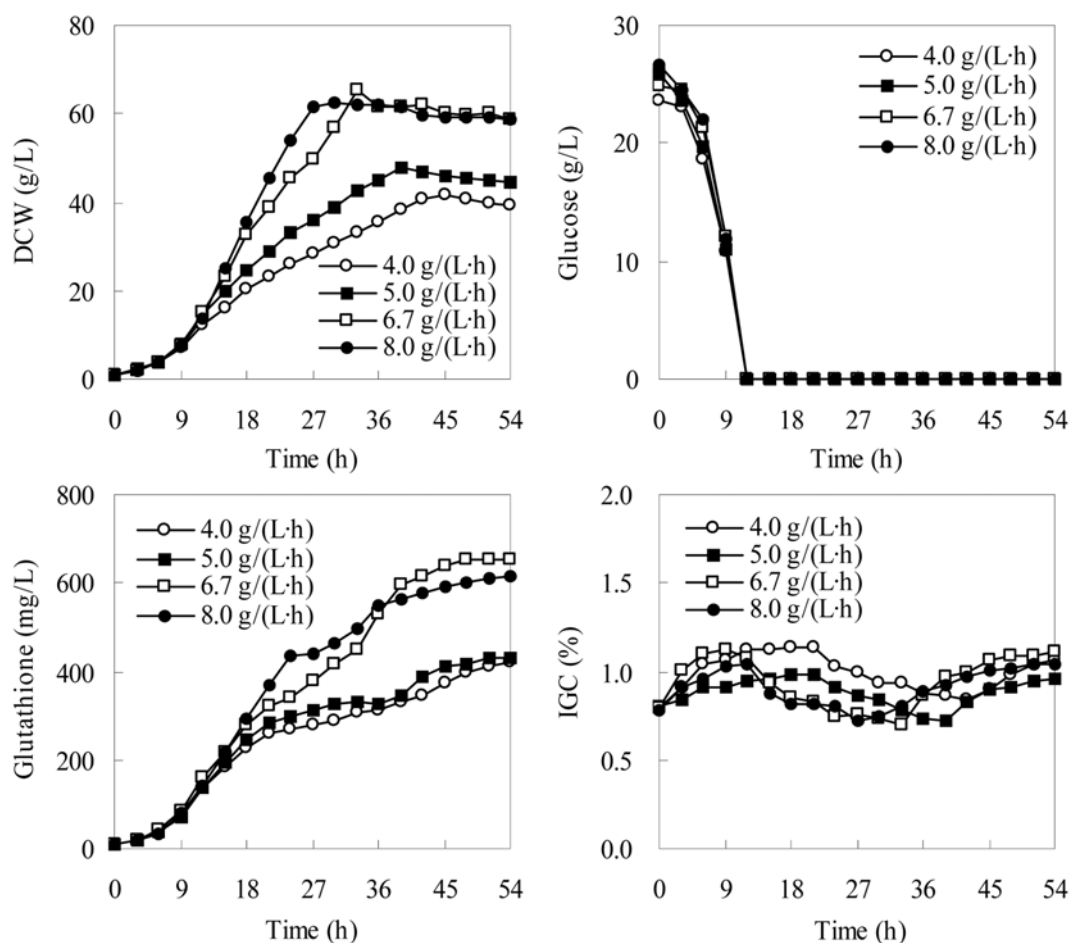 80
60
40
20
0
DCW (g/L)
4.0 g/(L·h)
5.0 g/(L·h)
6.7 g/(L·h)
8.0 g/(L·h)
0 9 18 27 36 45 54
Time (h)
30
20
10
0
Glucose (g/L)
4.0 g/(L·h)
5.0 g/(L·h)
6.7 g/(L·h)
8.0 g/(L·h)
0 9 18 27 36 45 54
Time (h)
800
600
400
200
0
Glutathione (mg/L)
4.0 g/(L·h)
5.0 g/(L·h)
6.7 g/(L·h)
8.0 g/(L·h)
0 9 18 27 36 45 54
Time (h)
2.0
1.5
1.0
0.5
0.0
IGC (%)
4.0 g/(L·h)
5.0 g/(L·h)
6.7 g/(L·h)
8.0 g/(L·h)
0 9 18 27 36 45 54
Time (h)